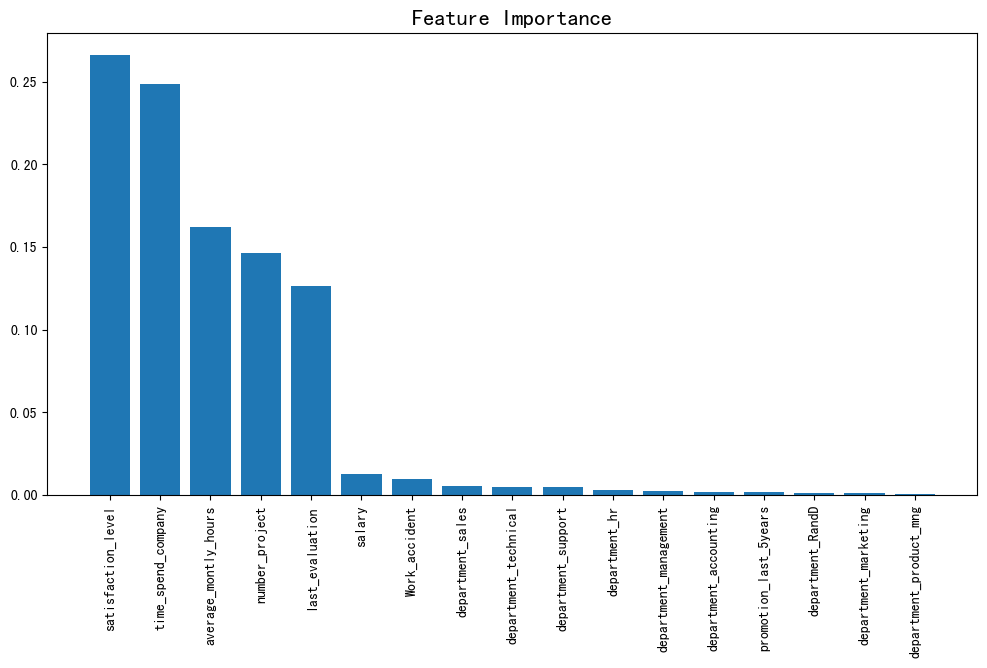 Feature Importance
0.25
0.20
0.15
0.10
0.05
0.00
satisfaction_level
time_spend_company
average_montly_hours
number_project
last_evaluation
salary
Work_accident
department_sales
department_technical
department_support
department_hr
department_management
department_accounting
promotion_last_5years
department_RandD
department_marketing
department_product_mng